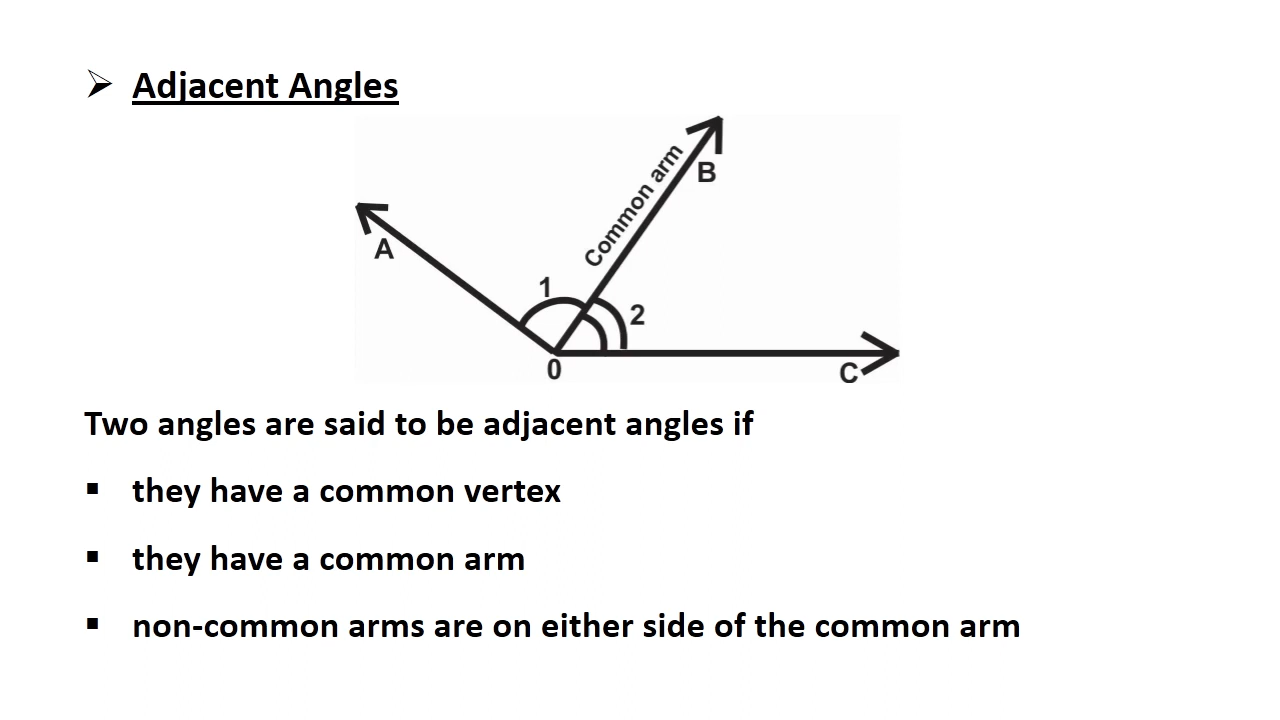 Adjacent Angles
Common arm
B
A
1
2
0
C
Two angles are said to be adjacent angles if
they have a common vertex
they have a common arm
non-common arms are on either side of the common arm